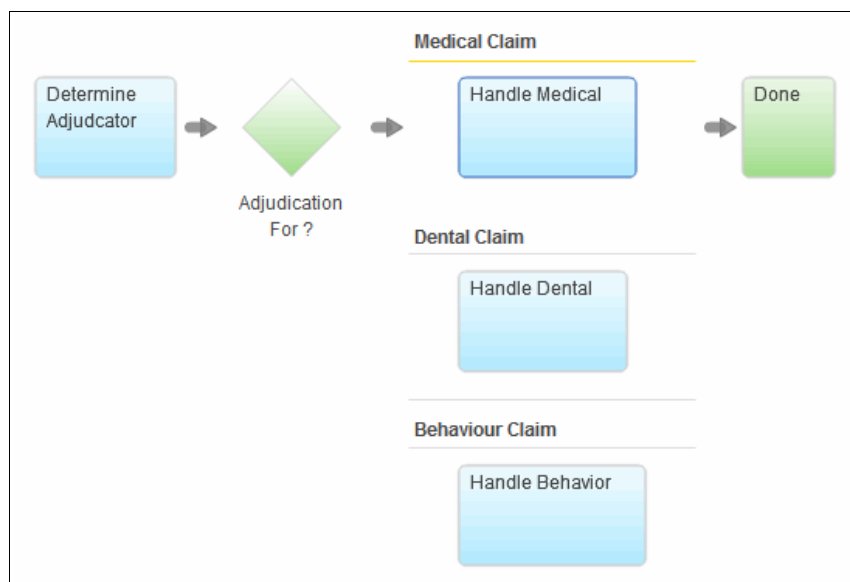 Medical Claim
Determine
Adjudcator
Handle Medical
Done
Adjudication
For ?
Dental Claim
Handle Dental
Behaviour Claim
Handle Behavior